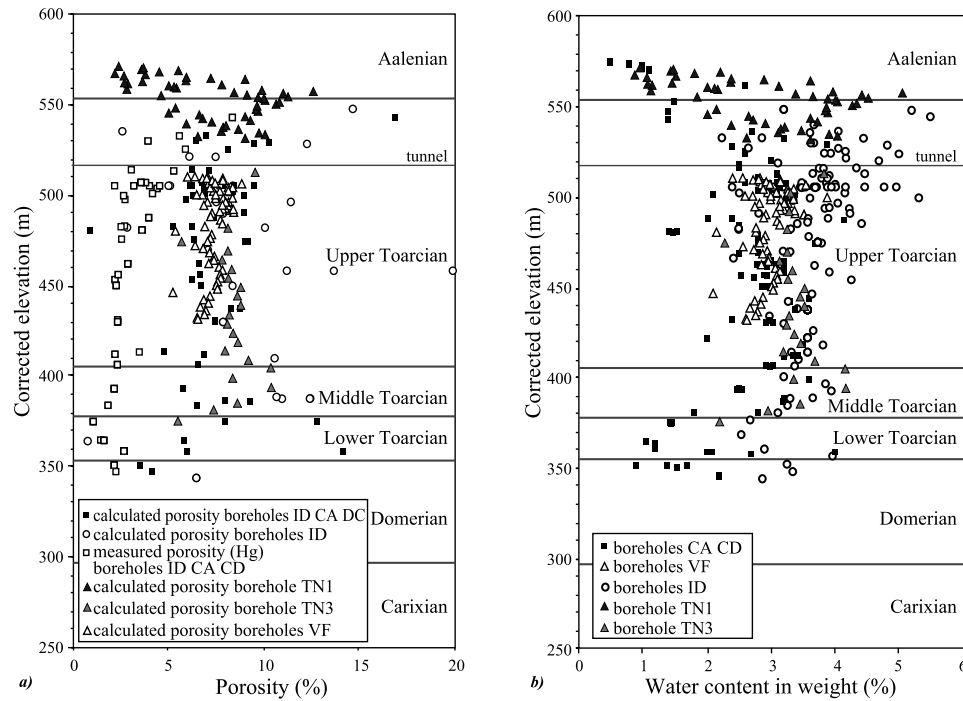 600
550
500
450
400
350
300
250
Corrected elevation (m)
Aalenian
tunnel
Upper Toarcian
Middle Toarcian
Lower Toarcian
Domerian
Carixian
calculated porosity boreholes ID CA DC
calculated porosity boreholes ID
measured porosity (Hg)
boreholes ID CA CD
calculated porosity borehole TN1
calculated porosity borehole TN3
calculated porosity boreholes VF
0 5 10 15 20
a) Porosity (%)
600
550
500
450
400
350
300
250
Corrected elevation (m)
Aalenian
tunnel
Upper Toarcian
Middle Toarcian
Lower Toarcian
Domerian
Carixian
boreholes CA CD
boreholes VF
boreholes ID
borehole TN1
borehole TN3
0 1 2 3 4 5 6
b) Water content in weight (%)